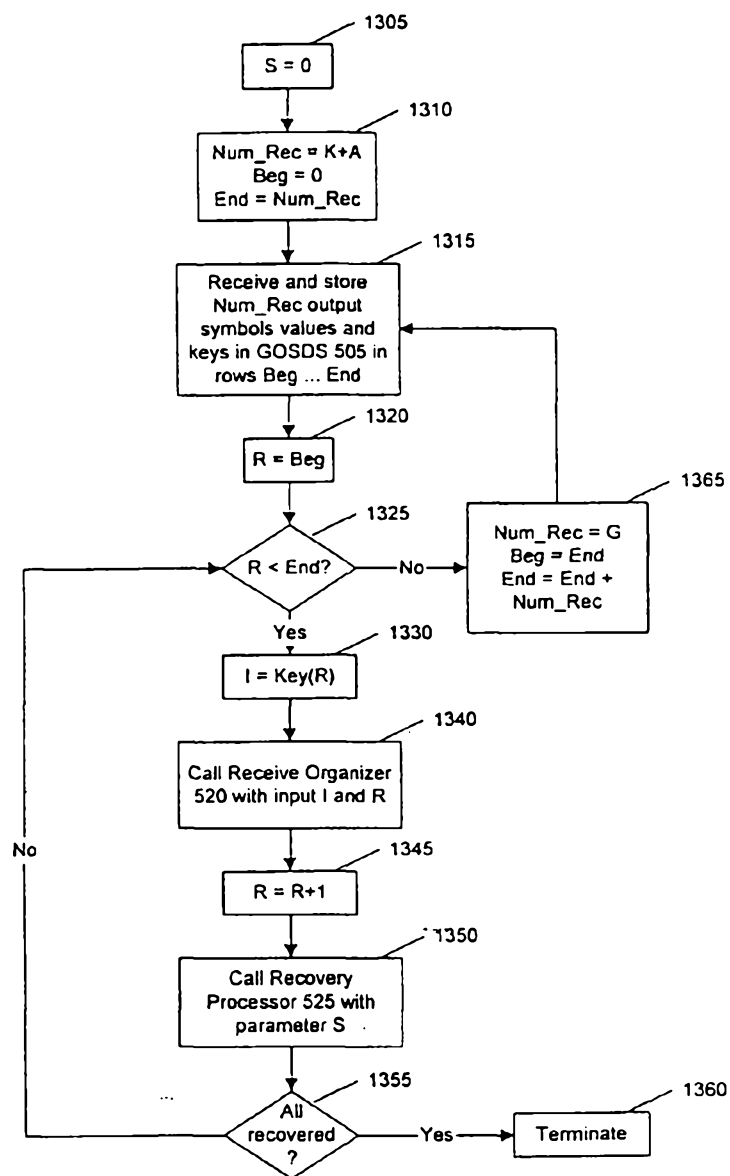 1305
S = 0
1310
Num_Rec = K+A
Beg = 0
End = Num_Rec
1315
Receive and store
Num_Rec output
symbols values and
keys in GOSDS 505 in
rows Beg ... End
1320
R = Beg
1365
Num_Rec = G
Beg = End
End = End +
Num_Rec
1325
R < End?
No
Yes
1330
I = Key(R)
1340
Call Receive Organizer
520 with input I and R
No
1345
R = R+1
1350
Call Recovery
Processor 525 with
parameter S
1355
All
recovered
?
Yes
1360
Terminate